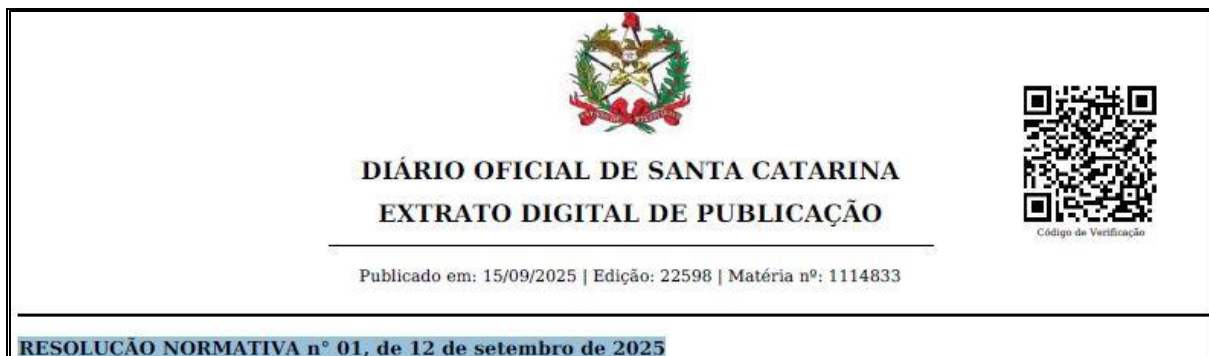 DIÁRIO OFICIAL DE SANTA CATARINA
EXTRATO DIGITAL DE PUBLICAÇÃO
Código de Verificação
Publicado em: 15/09/2025 | Edição: 22598 | Matéria nº: 1114833
RESOLUÇÃO NORMATIVA n° 01, de 12 de setembro de 2025